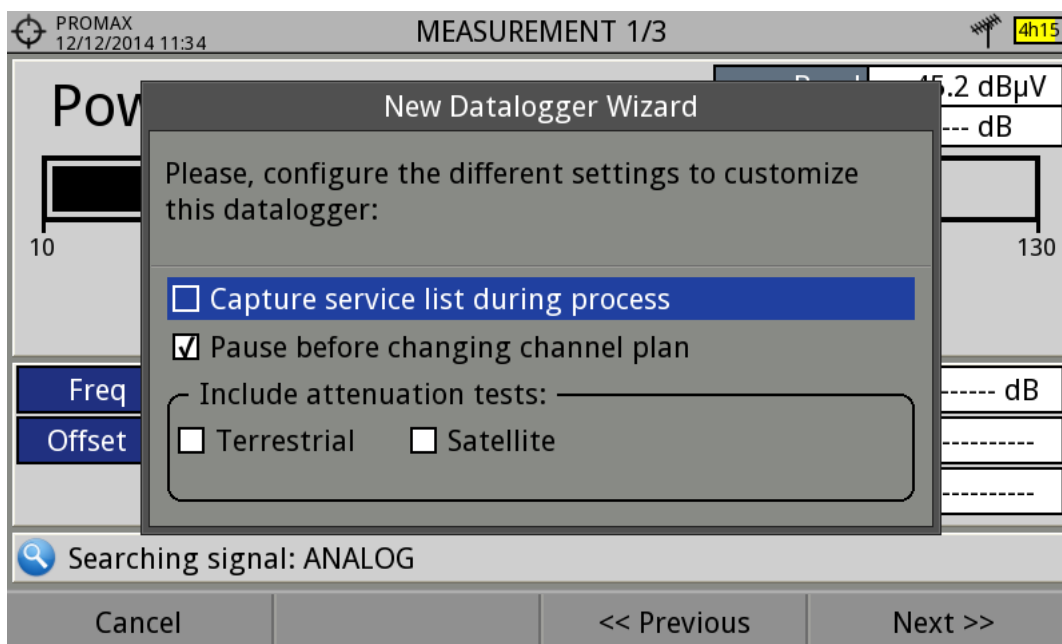 PROMAX
12/12/2014 11:34
MEASUREMENT 1/3
4h15
.2 dBµV
--- dB
New Datalogger Wizard
Please, configure the different settings to customize
this datalogger:
10
130
Capture service list during process
Pause before changing channel plan
Include attenuation tests:
Terrestrial Satellite
Freq
------ dB
Offset
----------
----------
Searching signal: ANALOG
Cancel
<< Previous
Next >>